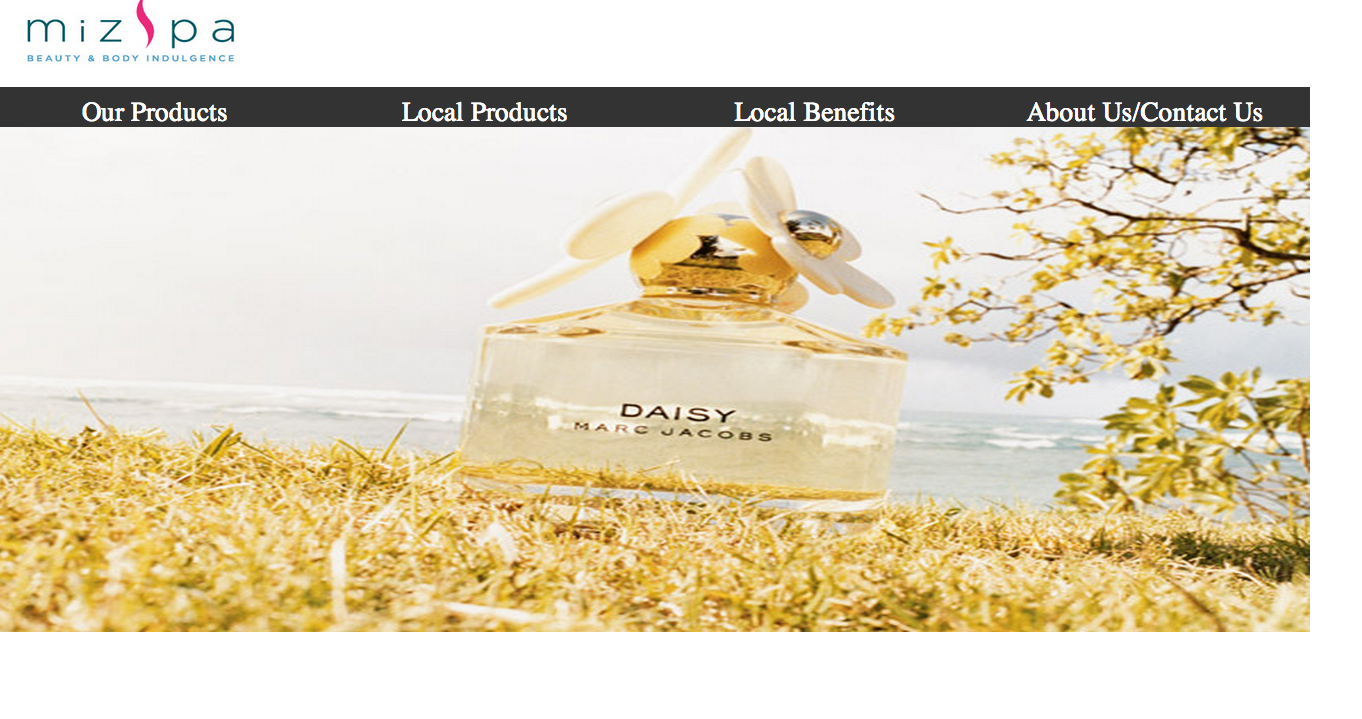 mizspa
BEAUTY & BODY INDULGENCE
Our Products
Local Products
Local Benefits
About Us/Contact Us
DAISY
MARC JACOBS